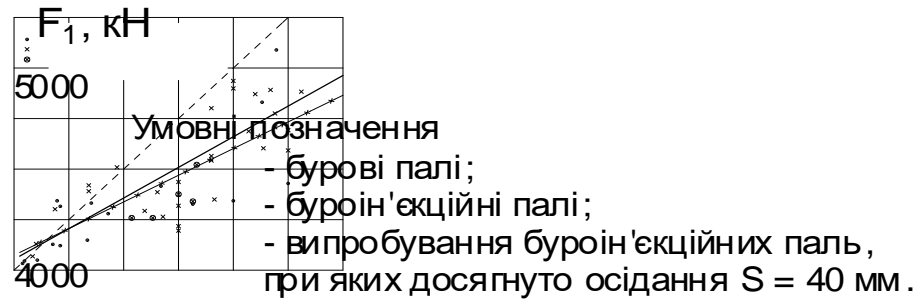 F₁, кН
5000
Умовні позначення
- бурові палі;
- буроін'єкційні палі;
- випробування буроін'єкційних паль,
4000
при яких досягнуто осідання S = 40 мм.